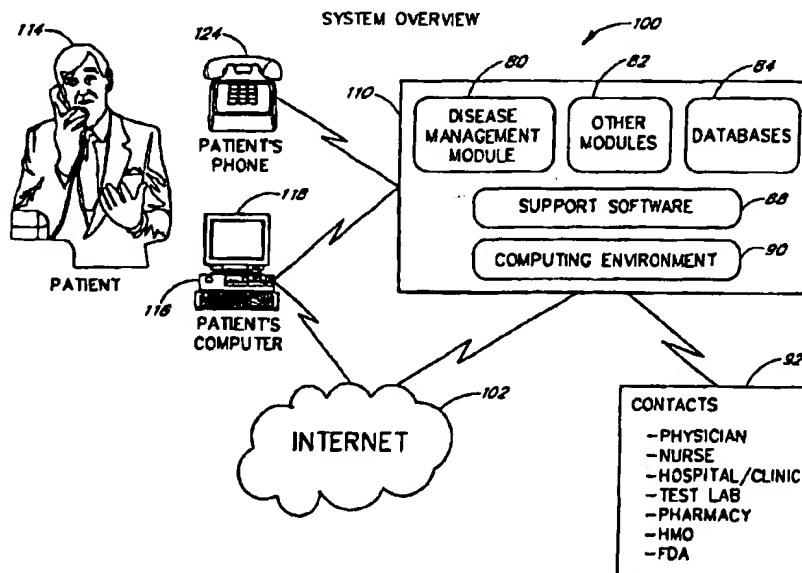 SYSTEM OVERVIEW
114
124
100
80
82
84
110
DISEASE
MANAGEMENT
MODULE
OTHER
MODULES
DATABASES
PATIENT'S
PHONE
118
SUPPORT SOFTWARE
88
COMPUTING ENVIRONMENT
90
PATIENT
116
PATIENT'S
COMPUTER
102
INTERNET
92
CONTACTS
-PHYSICIAN
-NURSE
-HOSPITAL/CLINIC
-TEST LAB
-PHARMACY
-HMO
-FDA